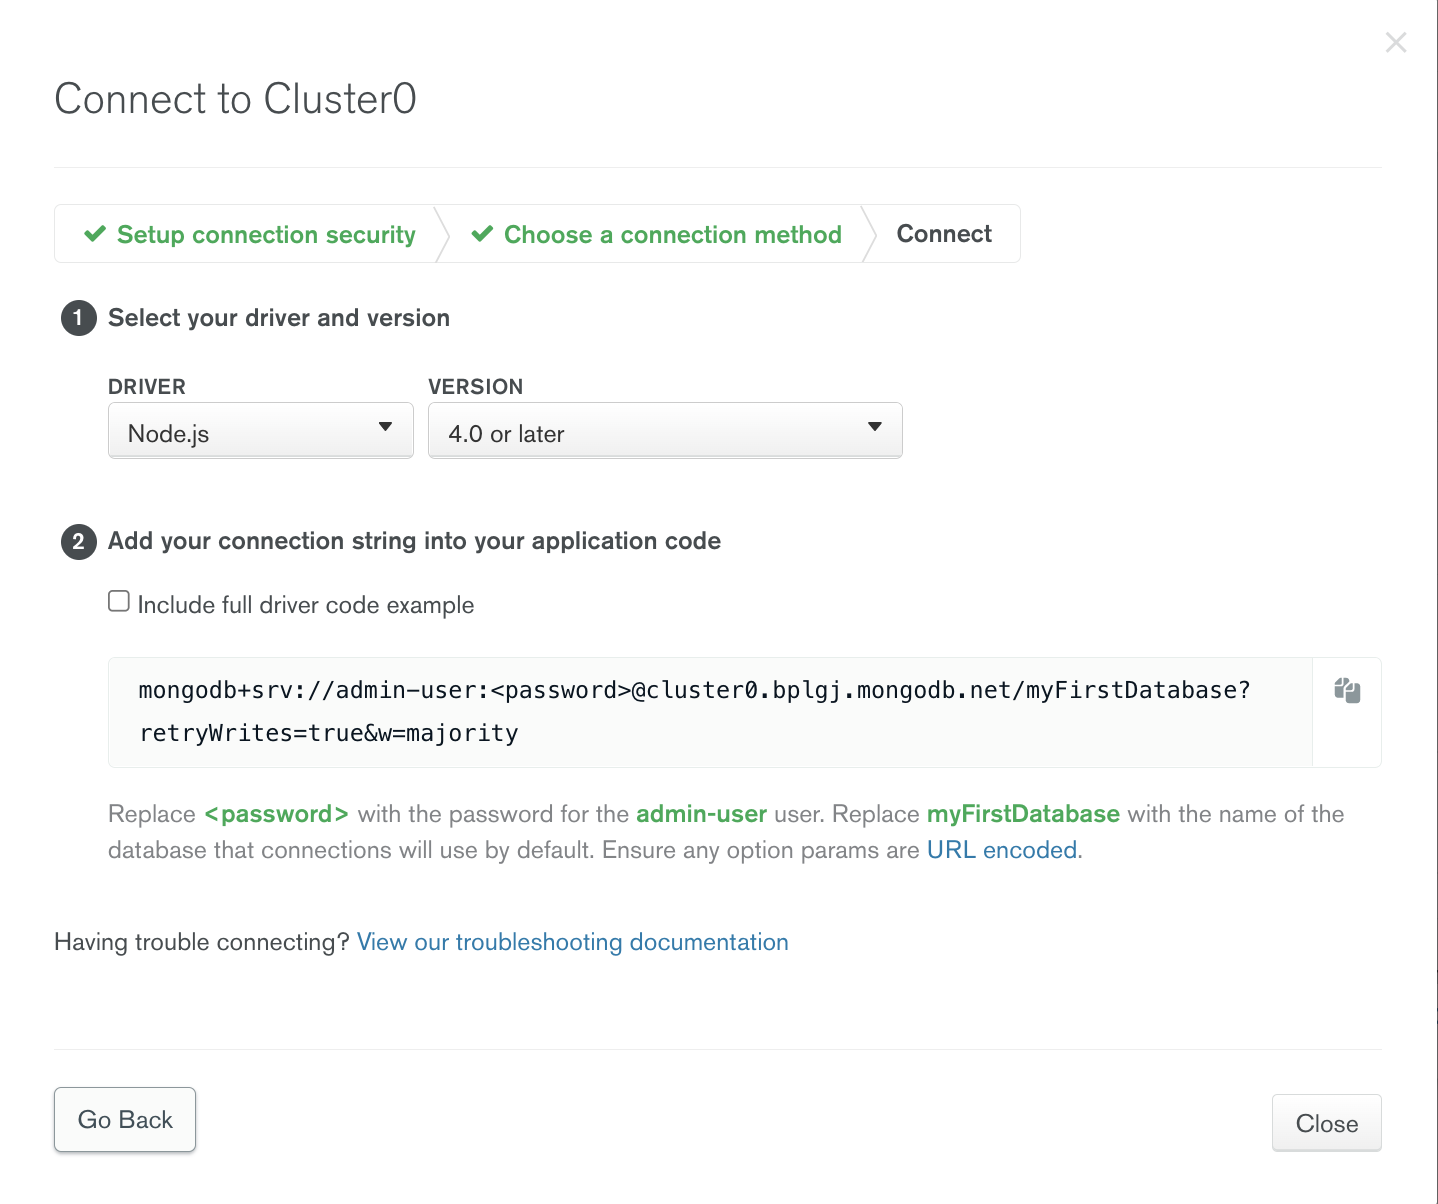 Connect to Cluster0
Setup connection security
Choose a connection method
Connect
1 Select your driver and version
DRIVER
VERSION
Node.js
4.0 or later
2 Add your connection string into your application code
Include full driver code example
mongodb+srv://admin-user:<password>@cluster0.bplgj.mongodb.net/myFirstDatabase?
retryWrites=true&w=majority
Replace <password> with the password for the admin-user user. Replace myFirstDatabase with the name of the
database that connections will use by default. Ensure any option params are URL encoded.
Having trouble connecting? View our troubleshooting documentation
Go Back
Close